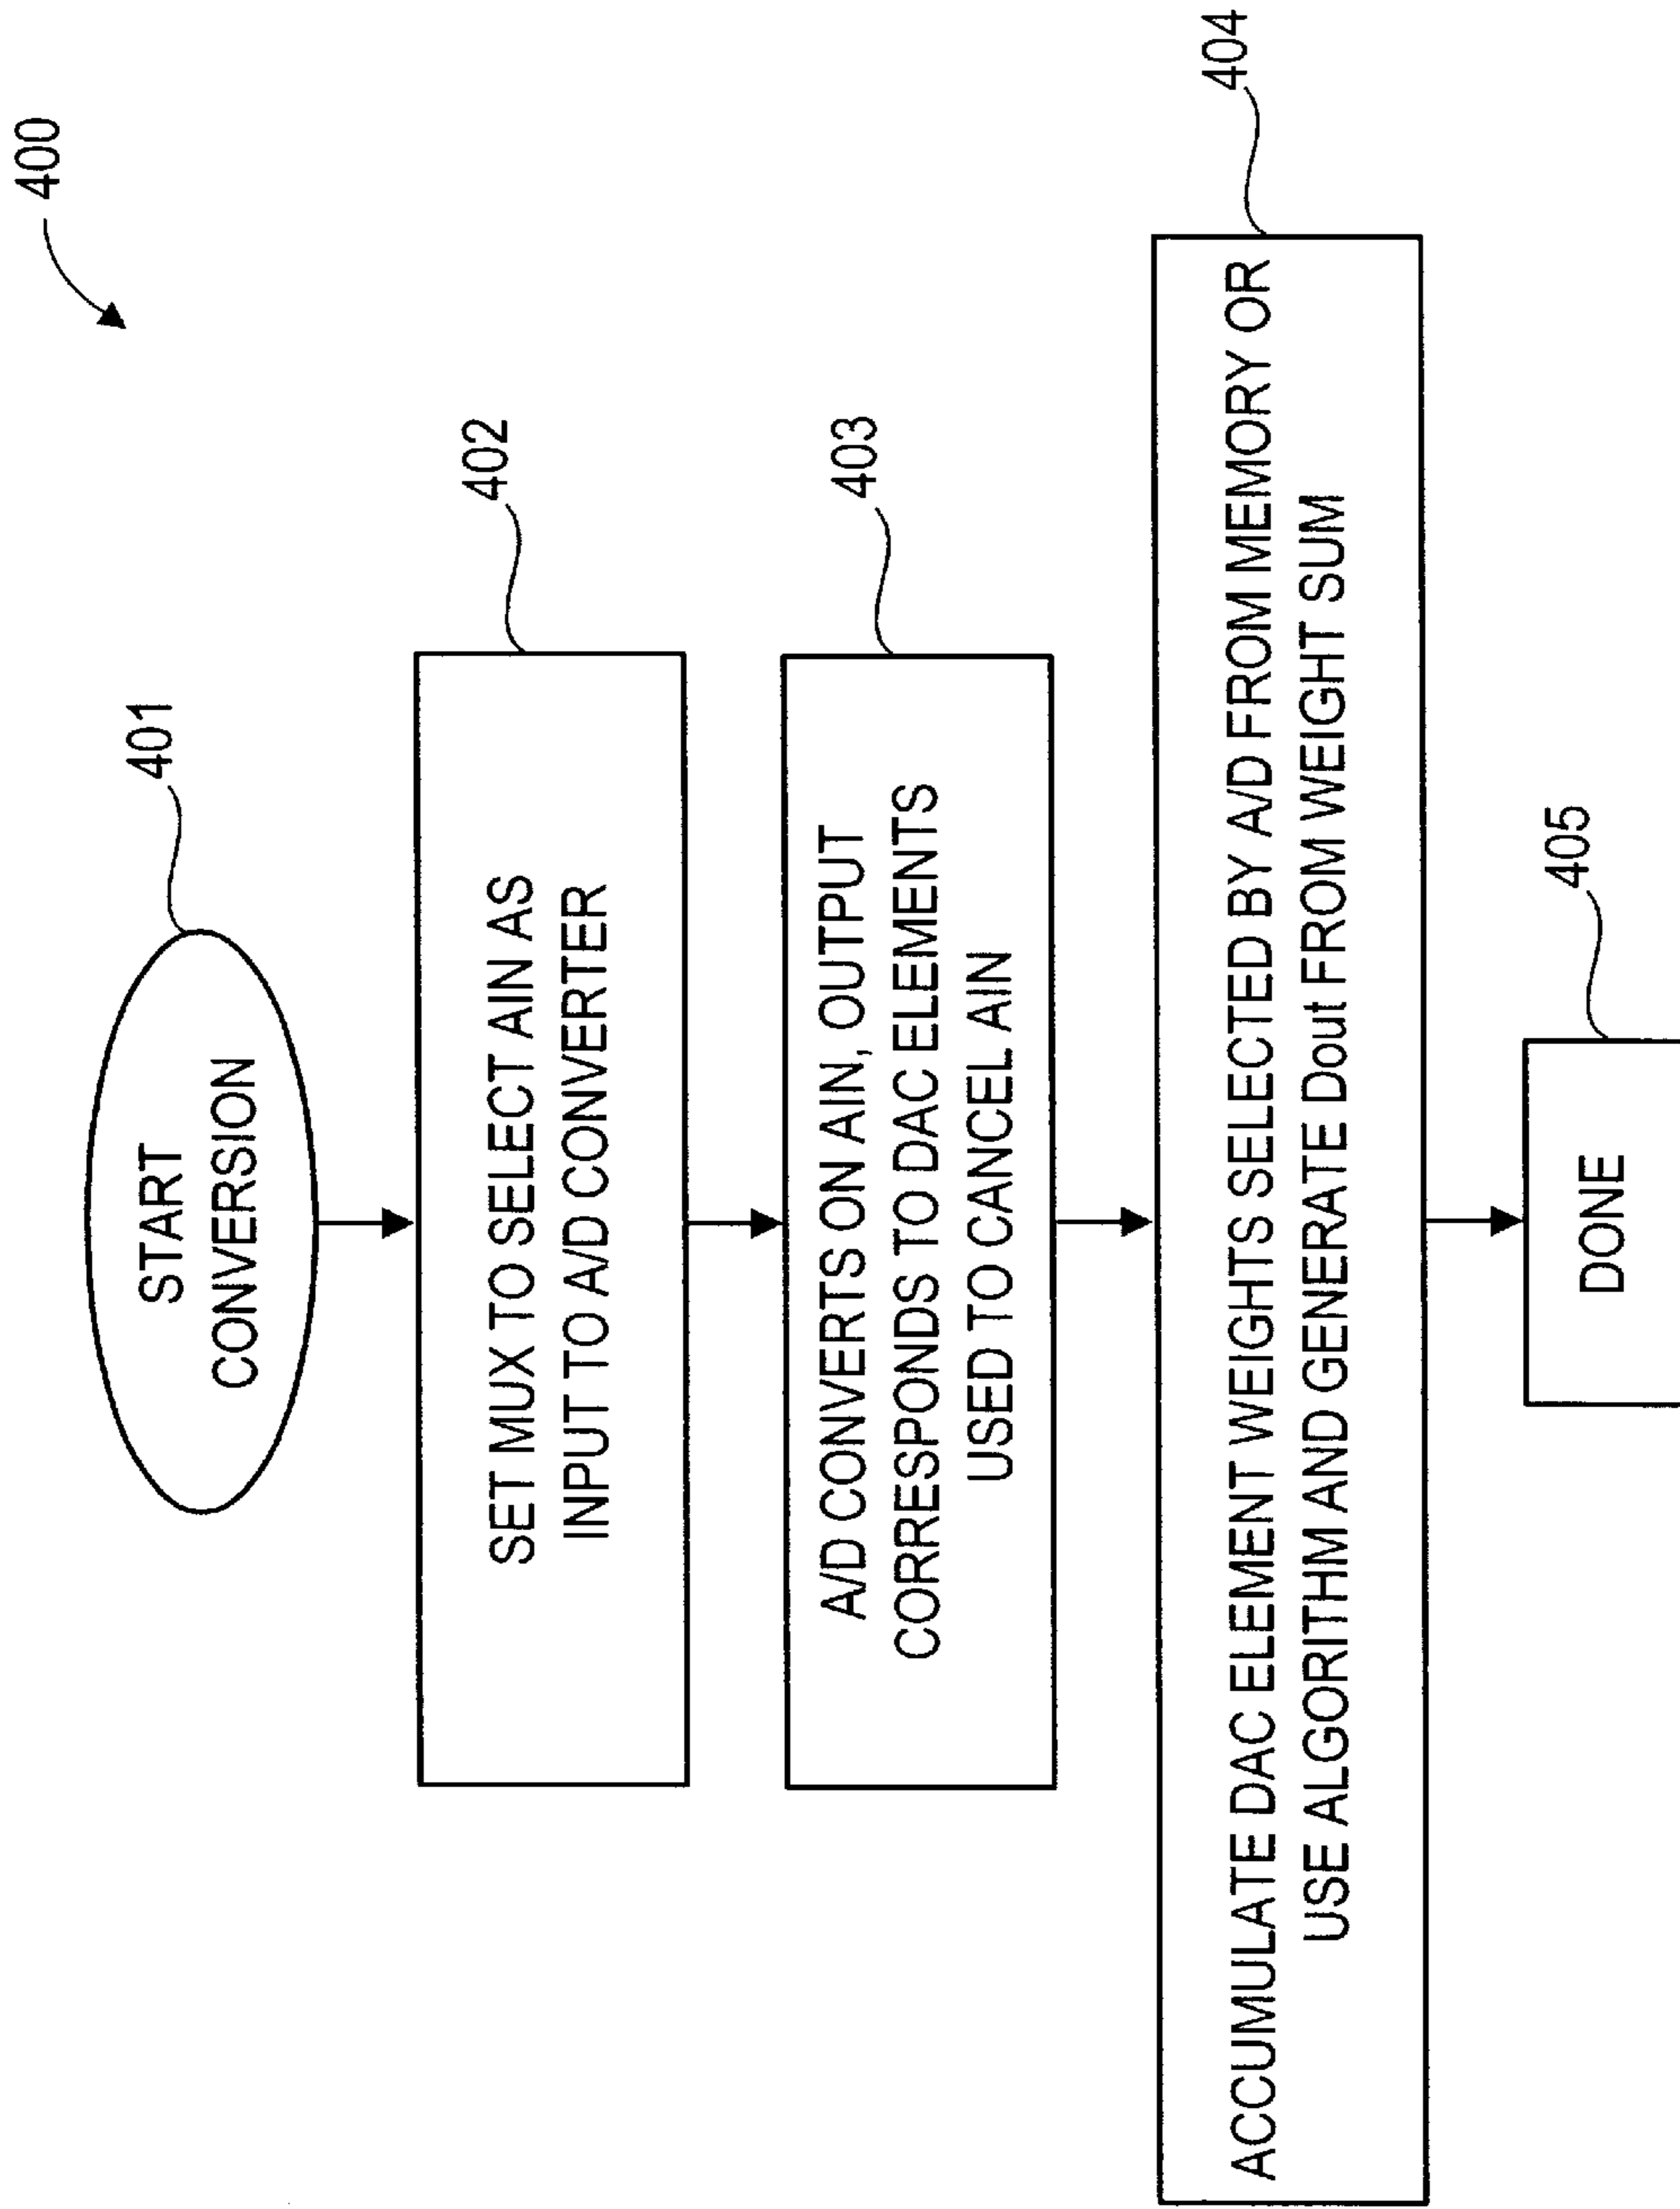 400
401
START
CONVERSION
402
SET MUX TO SELECT AIN AS
INPUT TO A/D CONVERTER
403
A/D CONVERTS ON AIN, OUTPUT
CORRESPONDS TO DAC ELEMENTS
USED TO CANCEL AIN
404
ACCUMULATE DAC ELEMENT WEIGHTS SELECTED BY A/D FROM MEMORY OR
USE ALGORITHM AND GENERATE Dout FROM WEIGHT SUM
405
DONE